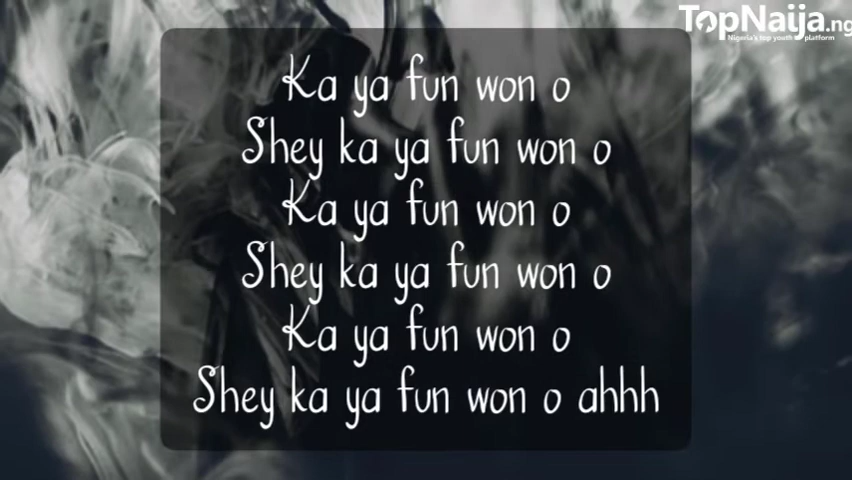 TopNaija.ng
Nigeria's top youth platform
Ka ya fun won o
Shey ka ya fun won o
Ka ya fun won o
Shey ka ya fun won o
Ka ya fun won o
Shey ka ya fun won o ahhh